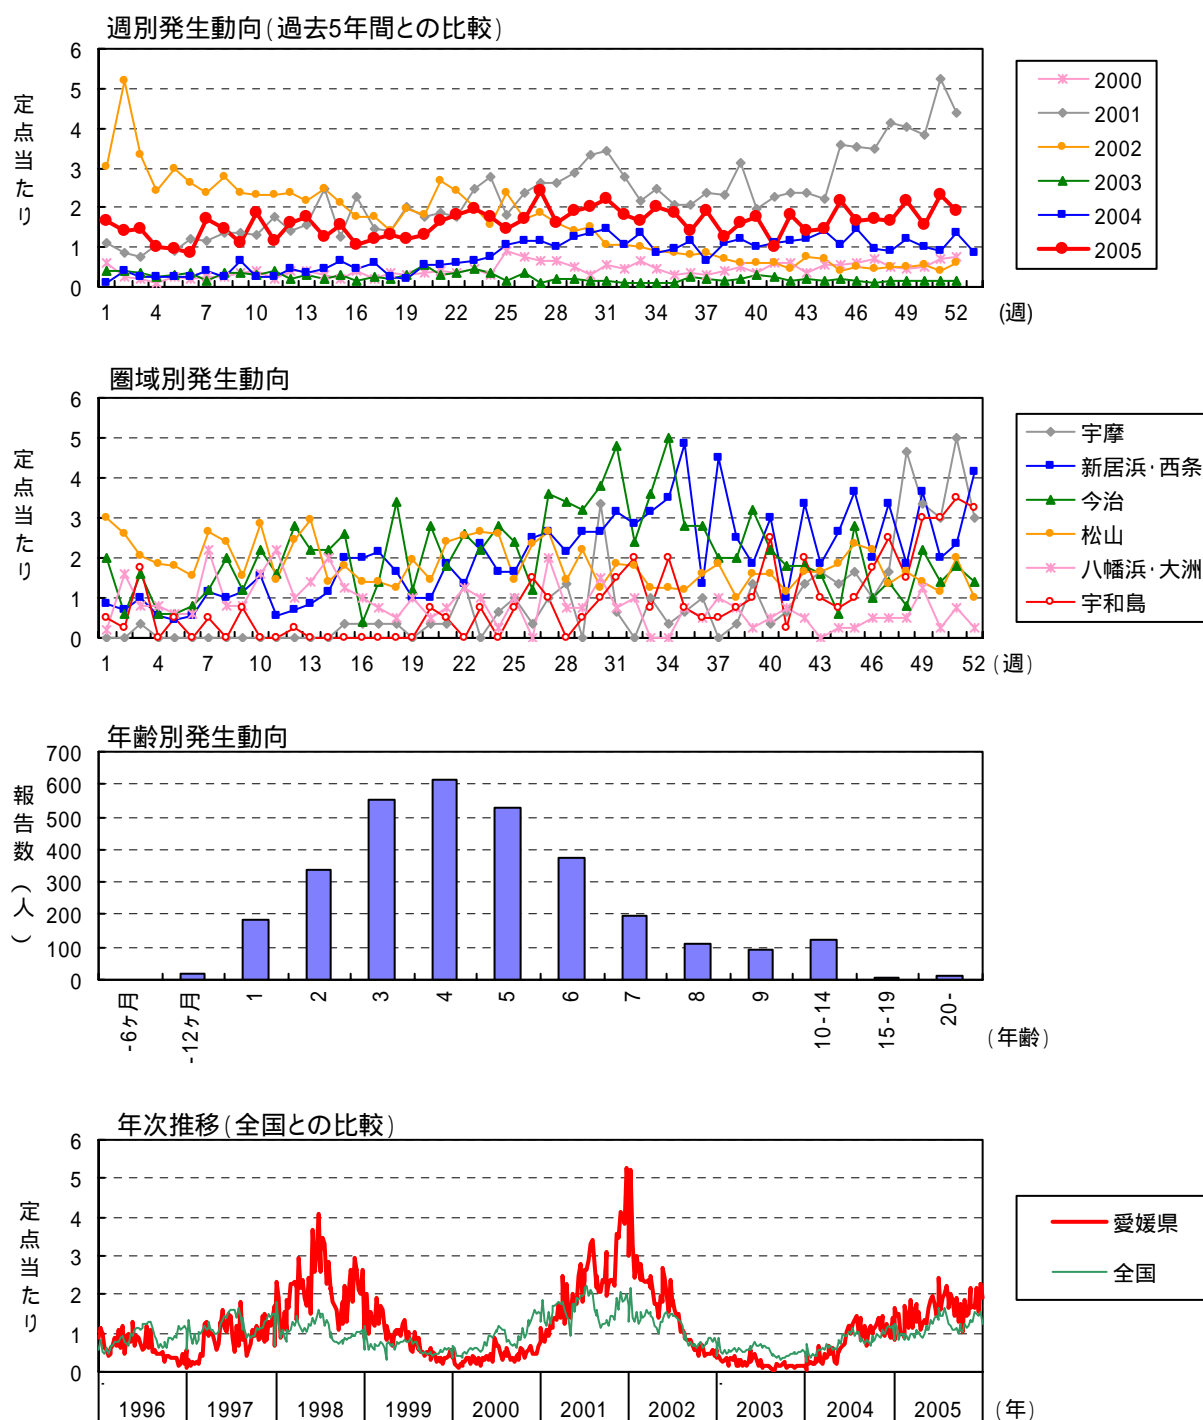 週別発生動向(過去5年間との比較)
定点当たり
6
5
4
3
2
1
0
1 4 7 10 13 16 19 22 25 28 31 34 37 40 43 46 49 52 (週)
2000
2001
2002
2003
2004
2005
圏域別発生動向
定点当たり
6
5
4
3
2
1
0
1 4 7 10 13 16 19 22 25 28 31 34 37 40 43 46 49 52 (週)
宇摩
新居浜・西条
今治
松山
八幡浜・大洲
宇和島
年齢別発生動向
報告数(人)
700
600
500
400
300
200
100
0
-6ヶ月 -12ヶ月 1 2 3 4 5 6 7 8 9 10-14 15-19 20-
(年齢)
年次推移(全国との比較)
定点当たり
6
5
4
3
2
1
0
1996 1997 1998 1999 2000 2001 2002 2003 2004 2005 (年)
愛媛県
全国